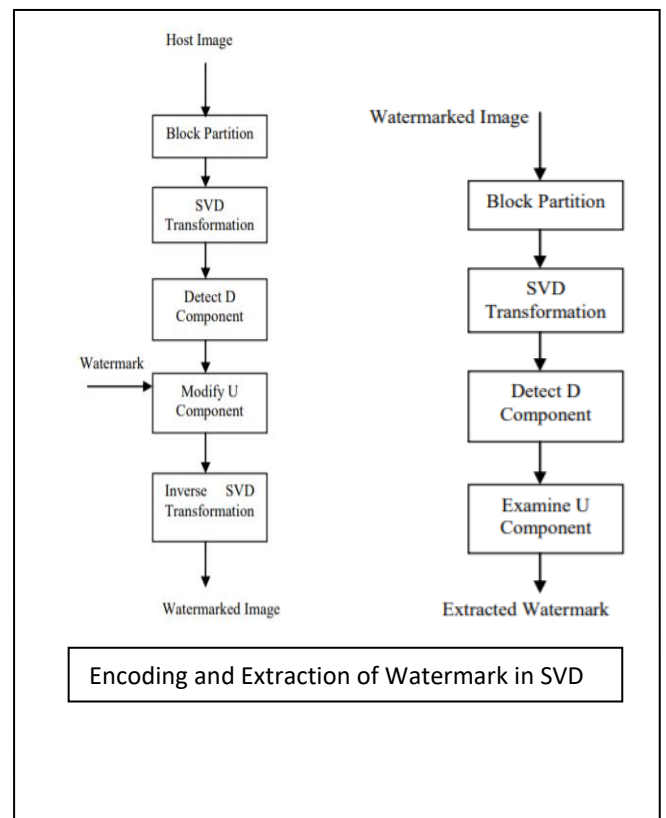 Host Image
Block Partition
SVD
Transformation
Detect D
Component
Watermark
Modify U
Component
Inverse SVD
Transformation
Watermarked Image
Watermarked Image
Block Partition
SVD
Transformation
Detect D
Component
Examine U
Component
Extracted Watermark
Encoding and Extraction of Watermark in SVD